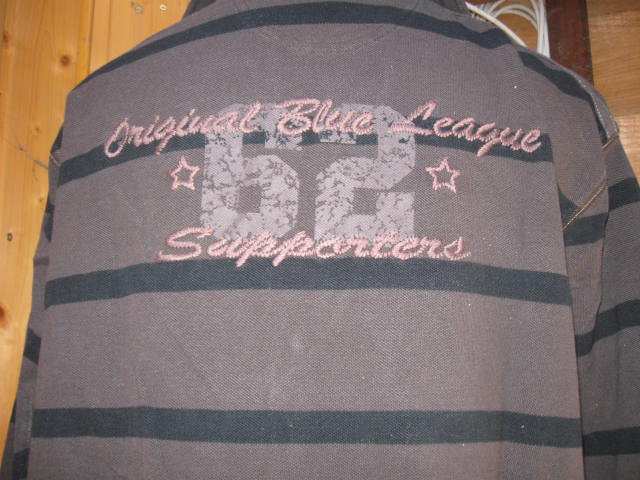 Original Blue League
62
Supporters